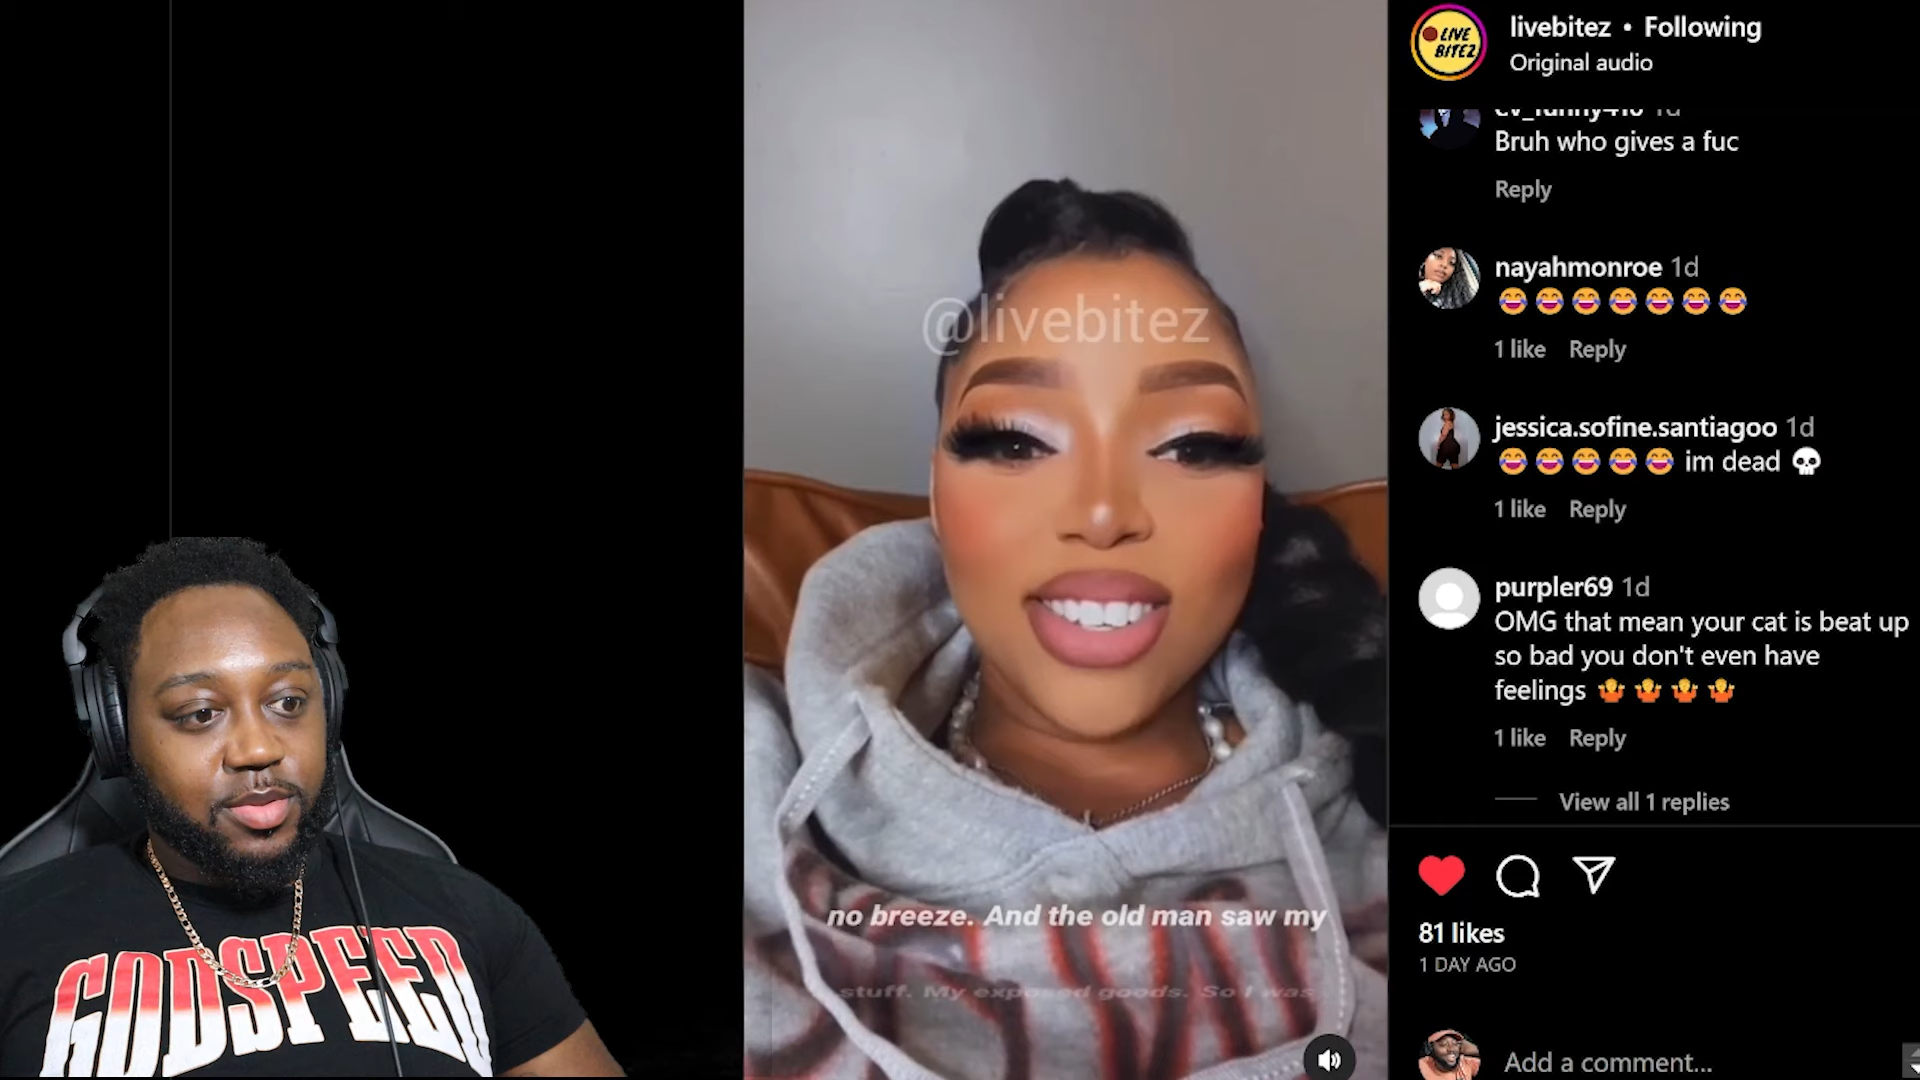 LIVE
BITEZ
livebitez • Following
Original audio
Bruh who gives a fuc
Reply
nayahmonroe 1d
😂😂😂😂😂😂😂
1 like Reply
jessica.sofine.santiagoo 1d
😂😂😂😂😂 im dead 💀
1 like Reply
purpler69 1d
OMG that mean your cat is beat up
so bad you don't even have
feelings 🤷🤷🤷🤷
1 like Reply
View all 1 replies
81 likes
1 DAY AGO
Add a comment...
@livebitez
no breeze. And the old man saw my
stuff. My exposed goods. So I was
GODSPEED